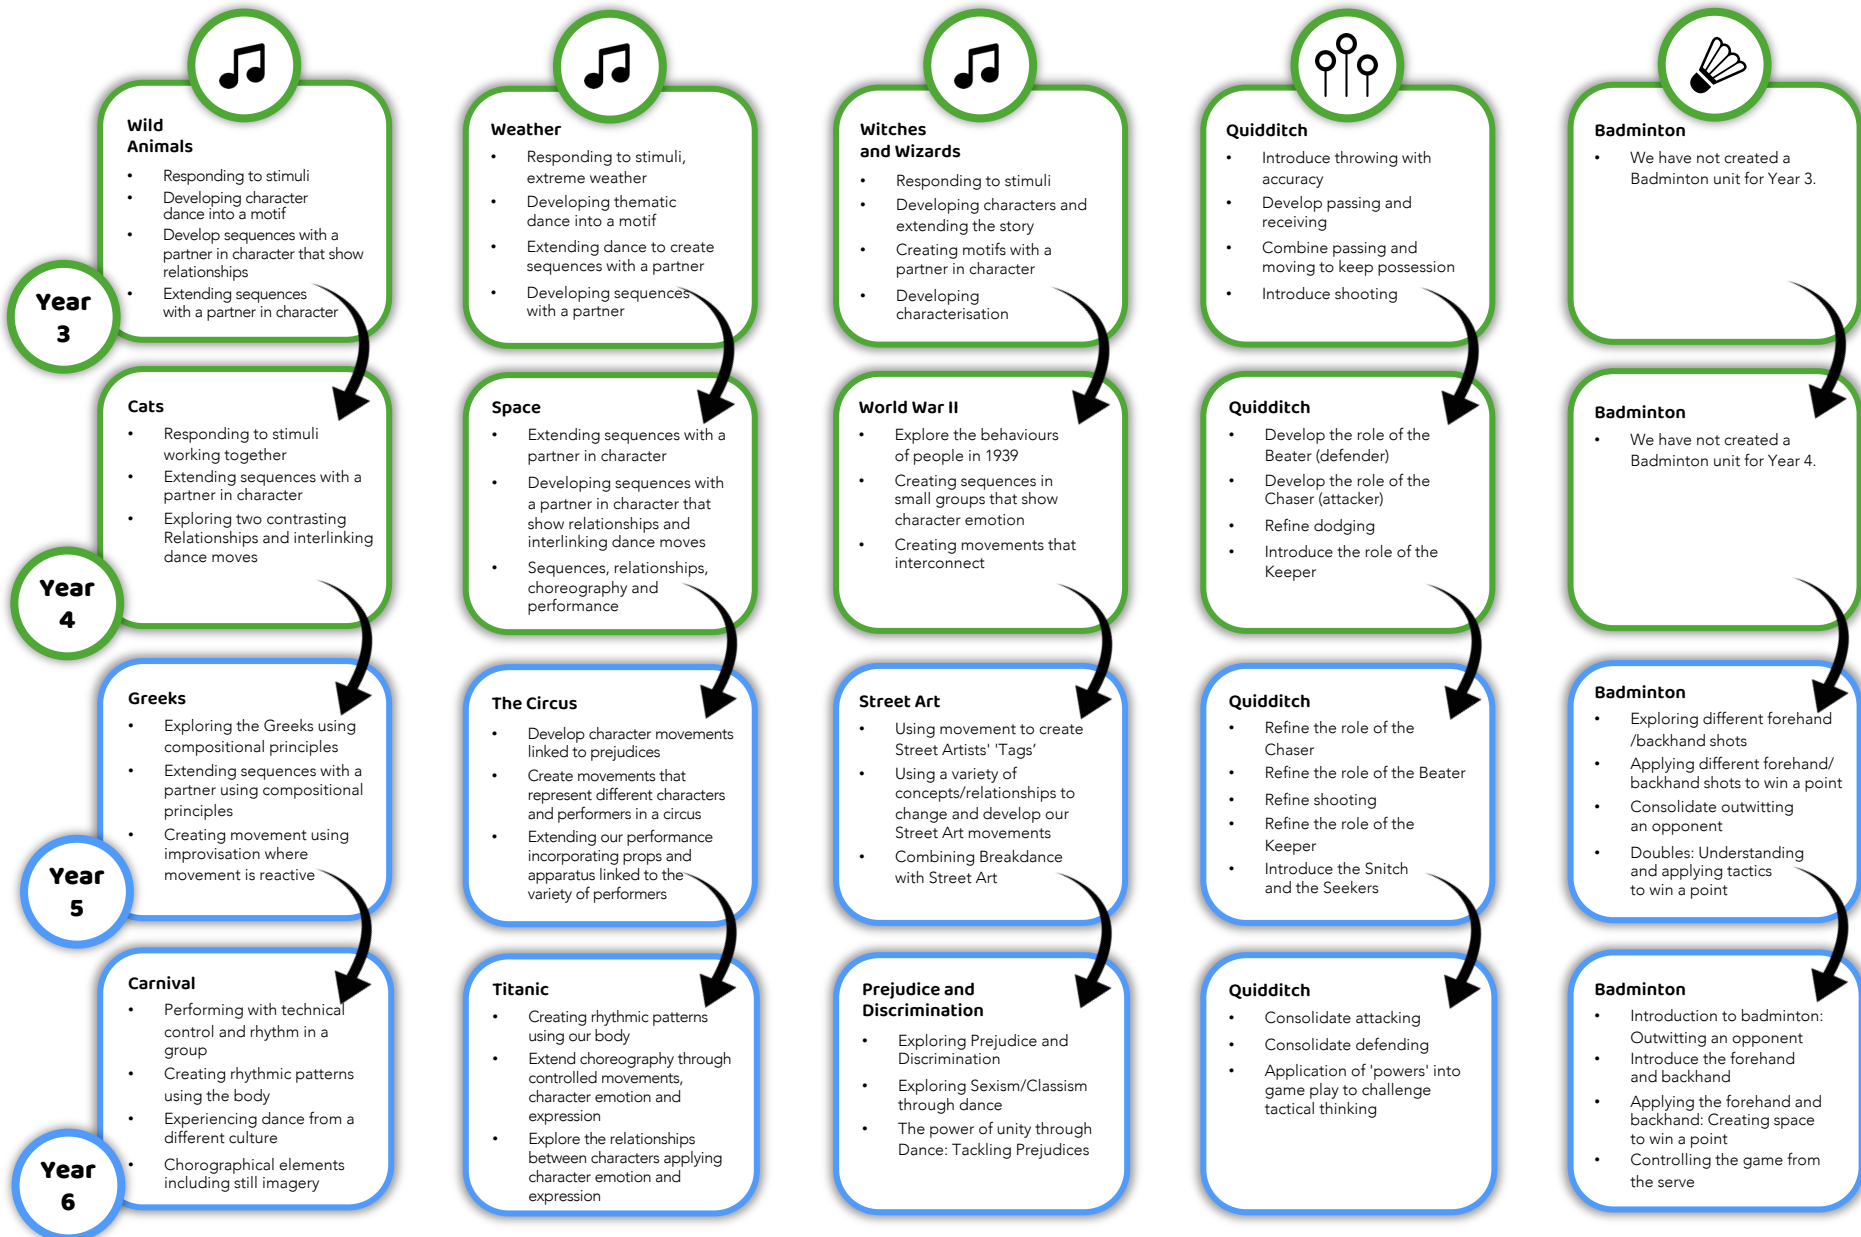 Wild
Animals
• Responding to stimuli
• Developing character
dance into a motif
• Develop sequences with a
partner in character that show
relationships
• Extending sequences
with a partner in character
Weather
• Responding to stimuli,
extreme weather
• Developing thematic
dance into a motif
• Extending dance to create
sequences with a partner
• Developing sequences
with a partner
Witches
and Wizards
• Responding to stimuli
• Developing characters and
extending the story
• Creating motifs with a
partner in character
• Developing
characterisation
Quidditch
• Introduce throwing with
accuracy
• Develop passing and
receiving
• Combine passing and
moving to keep possession
• Introduce shooting
Badminton
• We have not created a
Badminton unit for Year 3.
Year
3
Cats
• Responding to stimuli
working together
• Extending sequences with a
partner in character
• Exploring two contrasting
Relationships and interlinking
dance moves
Space
• Extending sequences with a
partner in character
• Developing sequences with
a partner in character that
show relationships and
interlinking dance moves
• Sequences, relationships,
choreography and
performance
World War II
• Explore the behaviours
of people in 1939
• Creating sequences in
small groups that show
character emotion
• Creating movements that
interconnect
Quidditch
• Develop the role of the
Beater (defender)
• Develop the role of the
Chaser (attacker)
• Refine dodging
• Introduce the role of the
Keeper
Badminton
• We have not created a
Badminton unit for Year 4.
Year
4
Greeks
• Exploring the Greeks using
compositional principles
• Extending sequences with a
partner using compositional
principles
• Creating movement using
improvisation where
movement is reactive
The Circus
• Develop character movements
linked to prejudices
• Create movements that
represent different characters
and performers in a circus
• Extending our performance
incorporating props and
apparatus linked to the
variety of performers
Street Art
• Using movement to create
Street Artists' 'Tags’
• Using a variety of
concepts/relationships to
change and develop our
Street Art movements
• Combining Breakdance
with Street Art
Quidditch
• Refine the role of the
Chaser
• Refine the role of the Beater
• Refine shooting
• Refine the role of the
Keeper
• Introduce the Snitch
and the Seekers
Badminton
• Exploring different forehand
/backhand shots
• Applying different forehand/
backhand shots to win a point
• Consolidate outwitting
an opponent
• Doubles: Understanding
and applying tactics
to win a point
Year
5
Carnival
• Performing with technical
control and rhythm in a
group
• Creating rhythmic patterns
using the body
• Experiencing dance from a
different culture
• Chorographical elements
including still imagery
Titanic
• Creating rhythmic patterns
using our body
• Extend choreography through
controlled movements,
character emotion and
expression
• Explore the relationships
between characters applying
character emotion and
expression
Prejudice and
Discrimination
• Exploring Prejudice and
Discrimination
• Exploring Sexism/Classism
through dance
• The power of unity through
Dance: Tackling Prejudices
Quidditch
• Consolidate attacking
• Consolidate defending
• Application of 'powers' into
game play to challenge
tactical thinking
Badminton
• Introduction to badminton:
Outwitting an opponent
• Introduce the forehand
and backhand
• Applying the forehand and
backhand: Creating space
to win a point
• Controlling the game from
the serve
Year
6